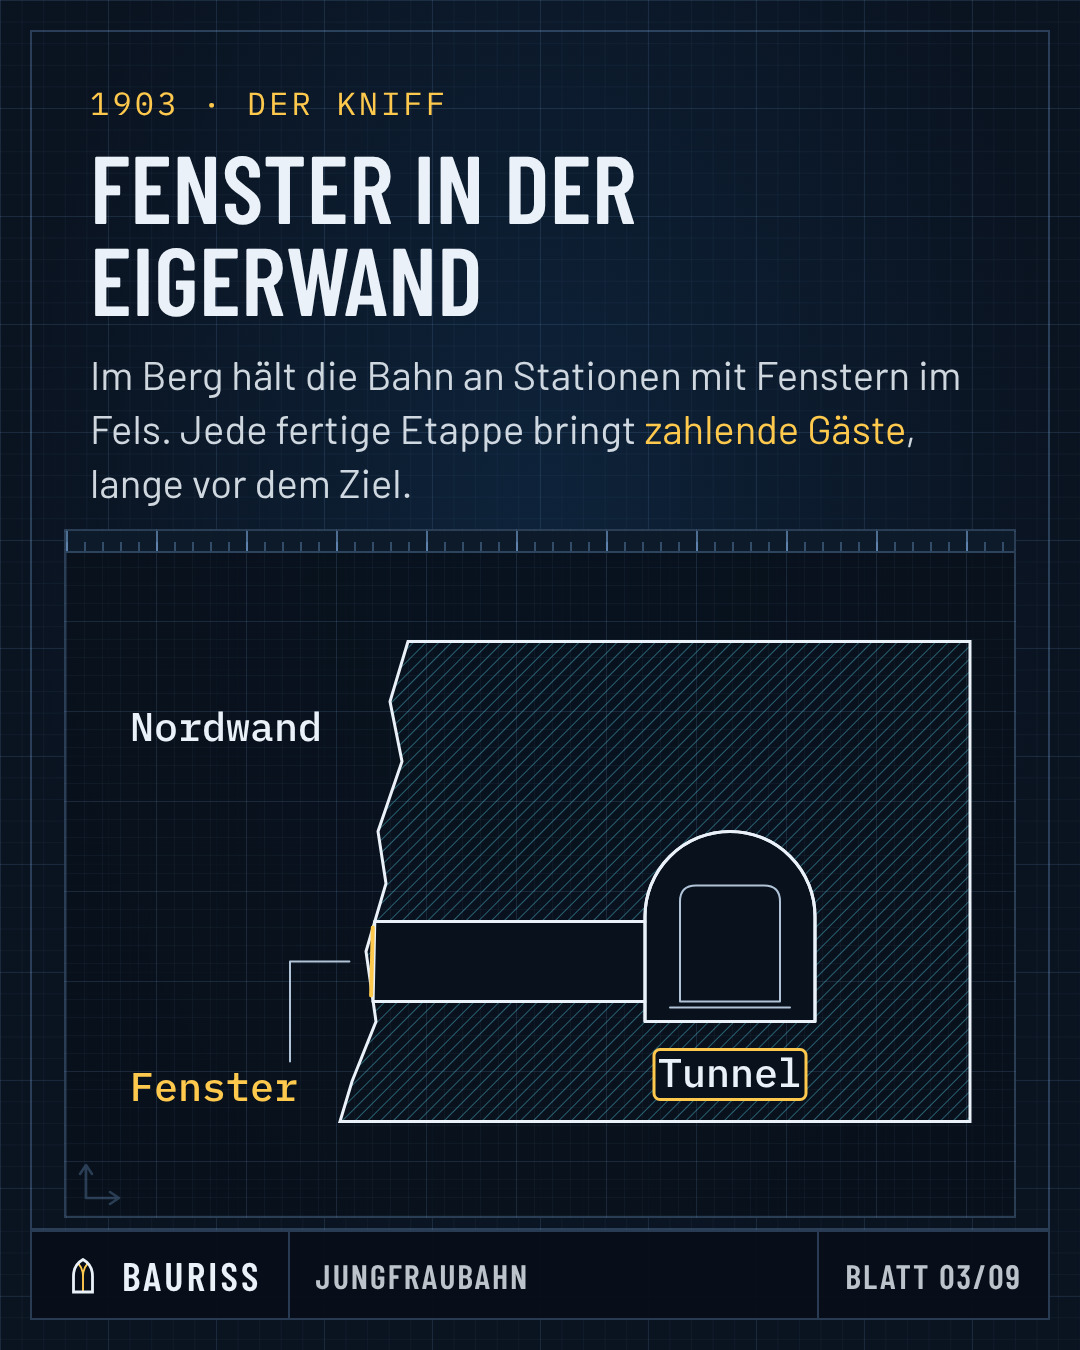 1903 · DER KNIFF
FENSTER IN DER
EIGERWAND
Im Berg hält die Bahn an Stationen mit Fenstern im
Fels. Jede fertige Etappe bringt zahlende Gäste,
lange vor dem Ziel.
Nordwand
Fenster
Tunnel
BAURISS
JUNGFRAUBAHN
BLATT 03/09